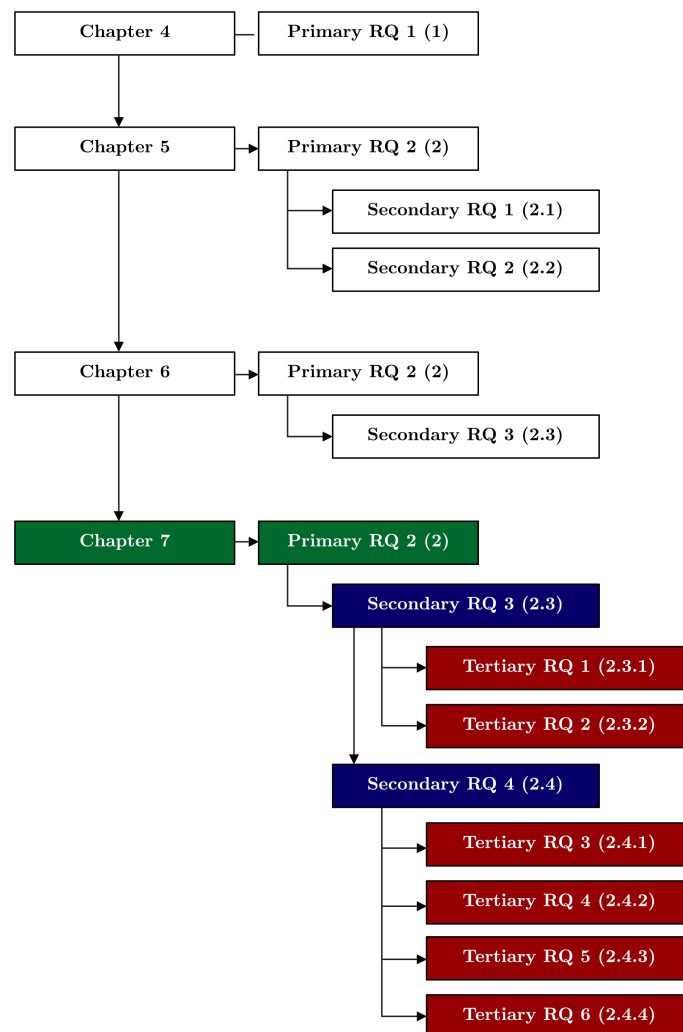 Chapter 4
Primary RQ 1 (1)
Chapter 5
Primary RQ 2 (2)
Secondary RQ 1 (2.1)
Secondary RQ 2 (2.2)
Chapter 6
Primary RQ 2 (2)
Secondary RQ 3 (2.3)
Chapter 7
Primary RQ 2 (2)
Secondary RQ 3 (2.3)
Tertiary RQ 1 (2.3.1)
Tertiary RQ 2 (2.3.2)
Secondary RQ 4 (2.4)
Tertiary RQ 3 (2.4.1)
Tertiary RQ 4 (2.4.2)
Tertiary RQ 5 (2.4.3)
Tertiary RQ 6 (2.4.4)